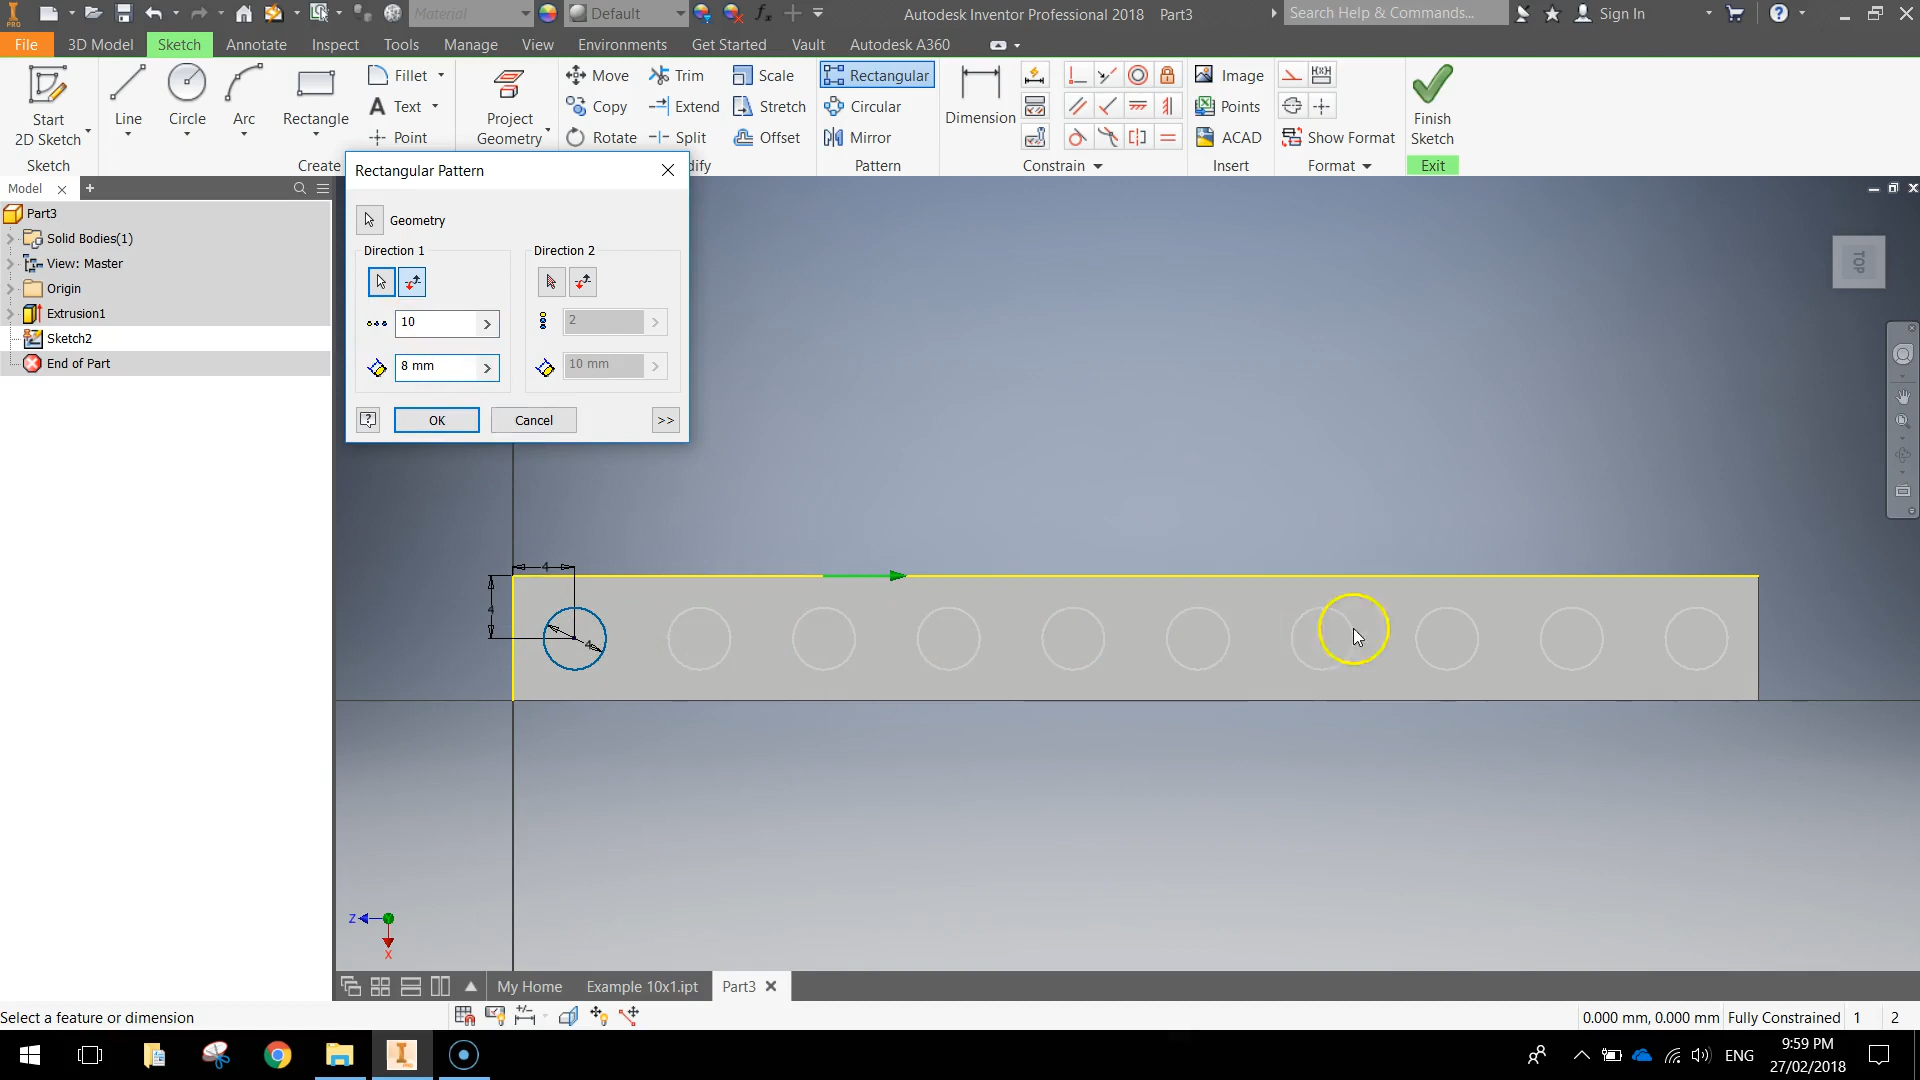 PRO
Material
Default
Autodesk Inventor Professional 2018 Part3
Search Help & Commands...
Sign In
File
3D Model
Sketch
Annotate
Inspect
Tools
Manage
View
Environments
Get Started
Vault
Autodesk A360
Start
2D Sketch
Line
Circle
Arc
Rectangle
Fillet
Text
Point
Project
Geometry
Move
Copy
Rotate
Trim
Extend
Split
Scale
Stretch
Offset
Rectangular
Circular
Mirror
Dimension
Image
Points
ACAD
Show Format
Finish
Sketch
Sketch
Create
dify
Pattern
Constrain
Insert
Format
Exit
Model
Part3
Solid Bodies(1)
View: Master
Origin
Extrusion1
Sketch2
End of Part
Rectangular Pattern
Geometry
Direction 1
Direction 2
10
2
8 mm
10 mm
OK
Cancel
>>
TOP
4
4
4
Z
X
My Home
Example 10x1.ipt
Part3
Select a feature or dimension
0.000 mm, 0.000 mm
Fully Constrained
1
2
ENG
9:59 PM
27/02/2018